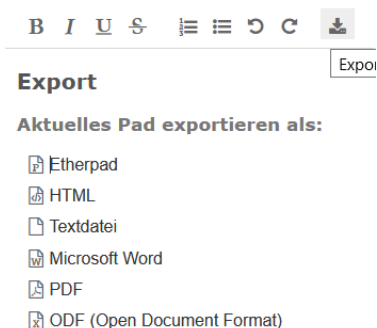 B I U S
Expor
Export
Aktuelles Pad exportieren als:
Etherpad
HTML
Textdatei
Microsoft Word
PDF
ODF (Open Document Format)